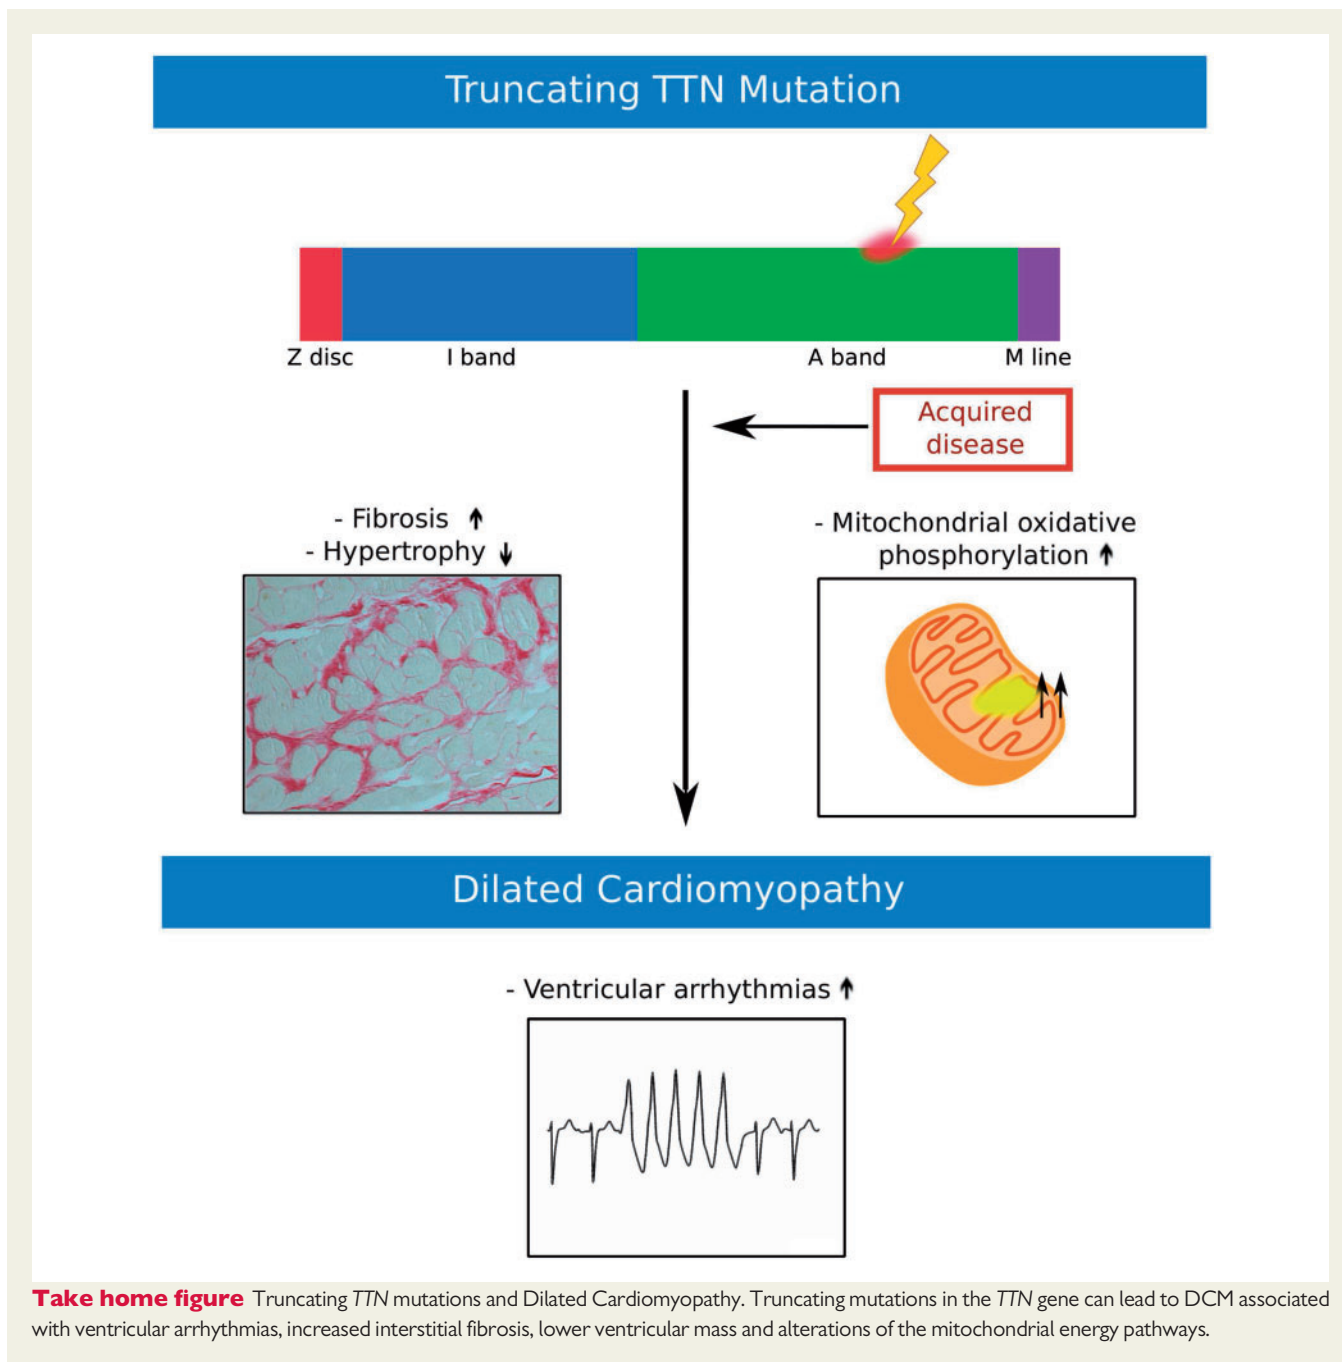 Truncating TTN Mutation
Z disc I band A band M line
Acquired
disease
- Fibrosis ↑
- Hypertrophy ↓
- Mitochondrial oxidative
phosphorylation ↑
Dilated Cardiomyopathy
- Ventricular arrhythmias ↑
Take home figure Truncating TTN mutations and Dilated Cardiomyopathy. Truncating mutations in the TTN gene can lead to DCM associated
with ventricular arrhythmias, increased interstitial fibrosis, lower ventricular mass and alterations of the mitochondrial energy pathways.